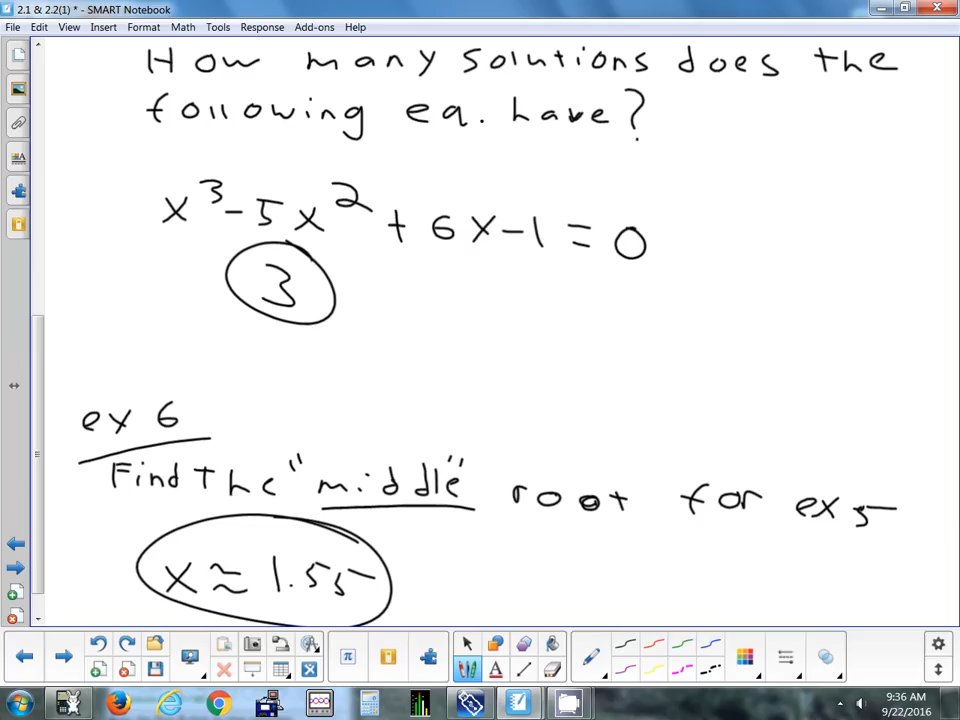 2.1 & 2.2(1) * - SMART Notebook
File Edit View Insert Format Math Tools Response Add-ons Help
How many solutions does the
following eq. have?
x³-5x²+6x-1=0
3
ex 6
Find the "middle" root for ex 5
x≈1.55
π
A
9:36 AM
9/22/2016